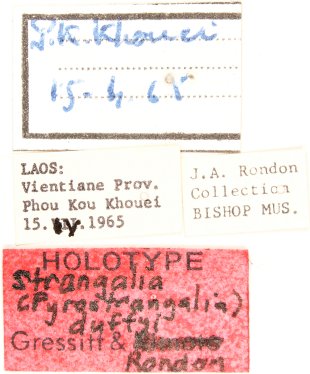 P.K. Khouei
15-4.65
LAOS:
Vientiane Prov.
Phou Kou Khouei
15.IV.1965
J.A. Rondon
Collection
BISHOP MUS.
HOLOTYPE
Strangalia
(Pyrostrangalia)
duffyi
Gressitt &
Rondon